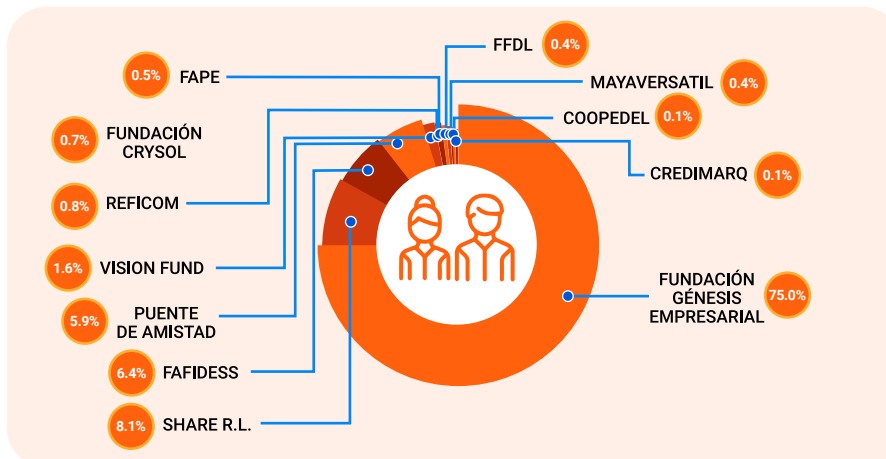 FFDL
0.4%
0.5%
FAPE
MAYAVERSATIL
0.4%
COOPEDEL
0.1%
0.7%
FUNDACIÓN
CRYSOL
CREDIMARQ
0.1%
0.8%
REFICOM
1.6%
VISION FUND
FUNDACIÓN
GÉNESIS
EMPRESARIAL
75.0%
5.9%
PUENTE
DE AMISTAD
6.4%
FAFIDESS
8.1%
SHARE R.L.